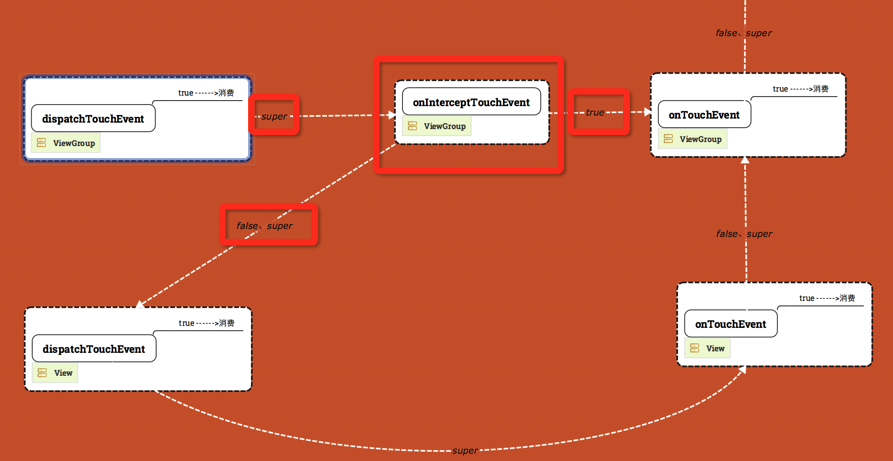 false、super
true ------>消费
dispatchTouchEvent
ViewGroup
super
onInterceptTouchEvent
ViewGroup
true
true ------>消费
onTouchEvent
ViewGroup
false、super
false、super
true ------>消费
dispatchTouchEvent
View
true ------>消费
onTouchEvent
View
super